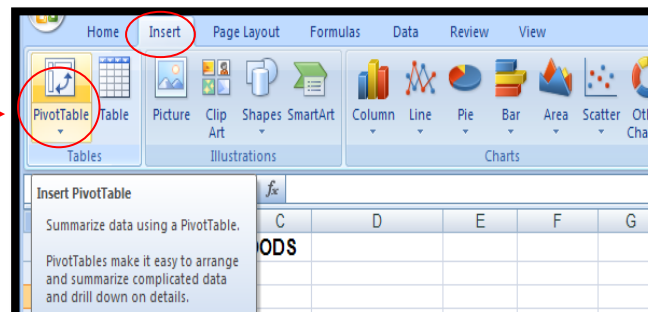 Home Insert Page Layout Formulas Data Review View
PivotTable Table Picture Clip Art Shapes SmartArt Column Line Pie Bar Area Scatter
Tables Illustrations Charts
Insert PivotTable
fx
Summarize data using a PivotTable.
C D E F G
PivotTables make it easy to arrange
and summarize complicated data
and drill down on details.
OODS